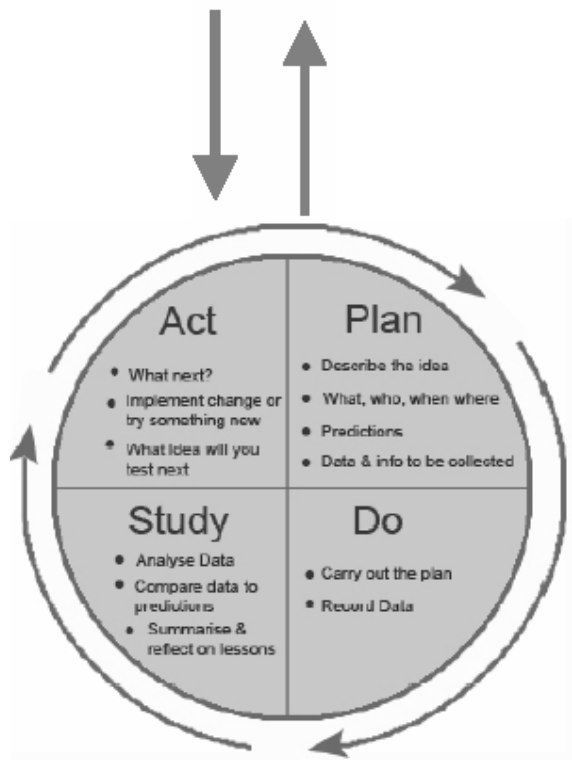 Act
• What next?
• Implement change or
try something new
• What idea will you
test next
Plan
• Describe the idea
• What, who, when where
• Predictions
• Data & info to be collected
Study
• Analyse Data
• Compare data to
predictions
• Summarise &
reflect on lessons
Do
• Carry out the plan
• Record Data